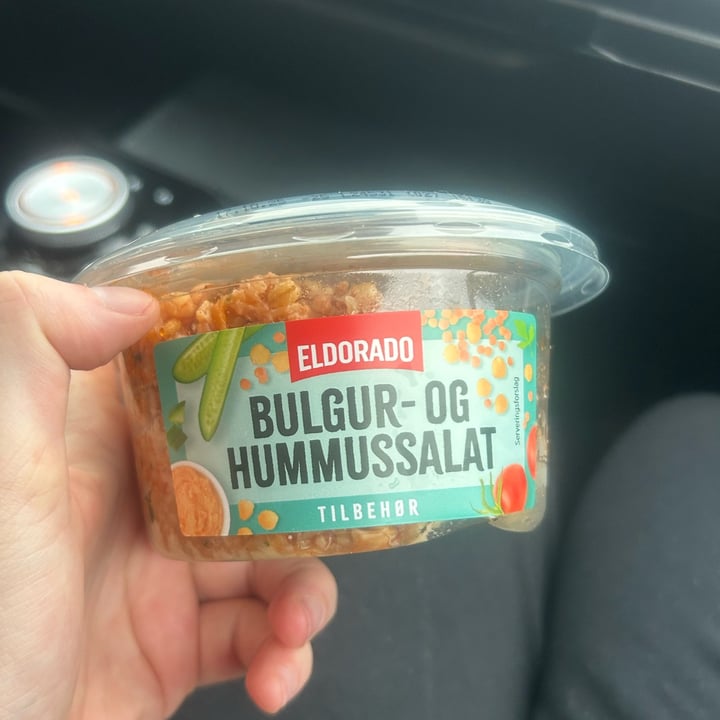 ELDORADO
BULGUR- OG
HUMMUSSALAT
TILBEHØR
Serveringsforslag